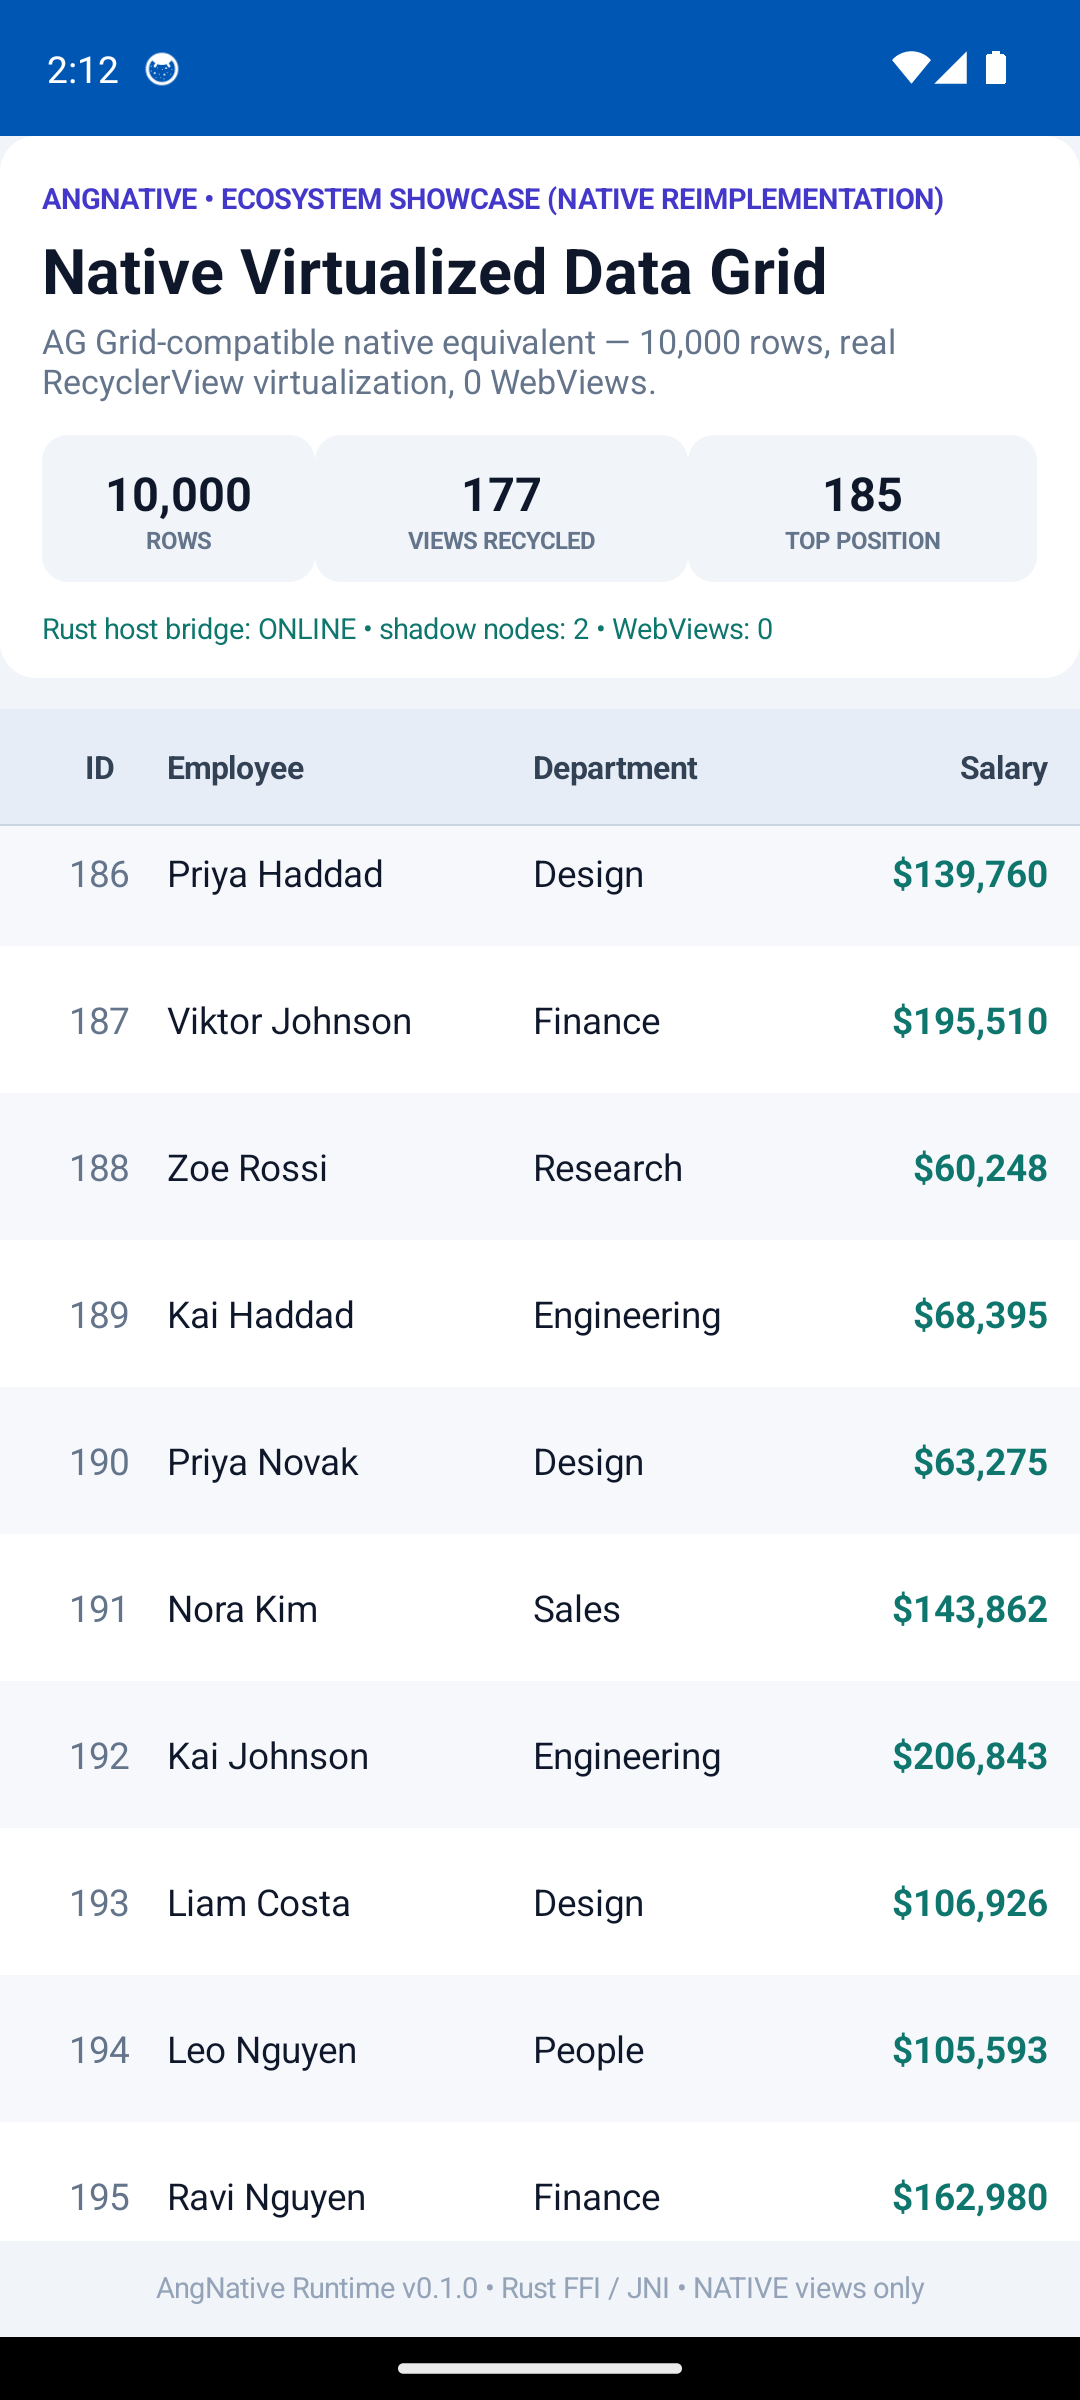 2:12
ANGNATIVE • ECOSYSTEM SHOWCASE (NATIVE REIMPLEMENTATION)
Native Virtualized Data Grid
AG Grid-compatible native equivalent — 10,000 rows, real
RecyclerView virtualization, 0 WebViews.
10,000 177 185
ROWS VIEWS RECYCLED TOP POSITION
Rust host bridge: ONLINE • shadow nodes: 2 • WebViews: 0
ID Employee Department Salary
186 Priya Haddad Design $139,760
187 Viktor Johnson Finance $195,510
188 Zoe Rossi Research $60,248
189 Kai Haddad Engineering $68,395
190 Priya Novak Design $63,275
191 Nora Kim Sales $143,862
192 Kai Johnson Engineering $206,843
193 Liam Costa Design $106,926
194 Leo Nguyen People $105,593
195 Ravi Nguyen Finance $162,980
AngNative Runtime v0.1.0 • Rust FFI / JNI • NATIVE views only